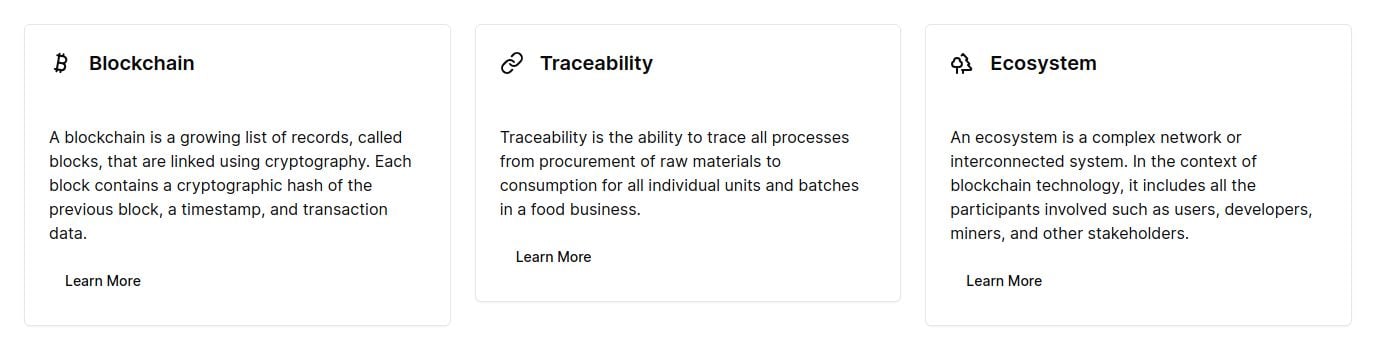 Blockchain
A blockchain is a growing list of records, called
blocks, that are linked using cryptography. Each
block contains a cryptographic hash of the
previous block, a timestamp, and transaction
data.
Learn More
Traceability
Traceability is the ability to trace all processes
from procurement of raw materials to
consumption for all individual units and batches
in a food business.
Learn More
Ecosystem
An ecosystem is a complex network or
interconnected system. In the context of
blockchain technology, it includes all the
participants involved such as users, developers,
miners, and other stakeholders.
Learn More